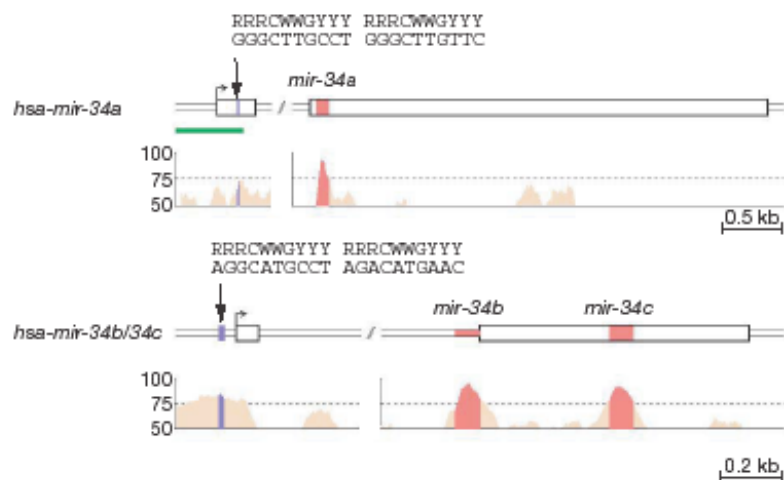 RRRCWWGYYY RRRCWWGYYY
GGGCTTGCCT GGGCTTGTTC
mir-34a
hsa-mir-34a
100
75
50
0.5 kb
RRRCWWGYYY RRRCWWGYYY
AGGCATGCCT AGACATGAAC
mir-34b mir-34c
hsa-mir-34b/34c
100
75
50
0.2 kb